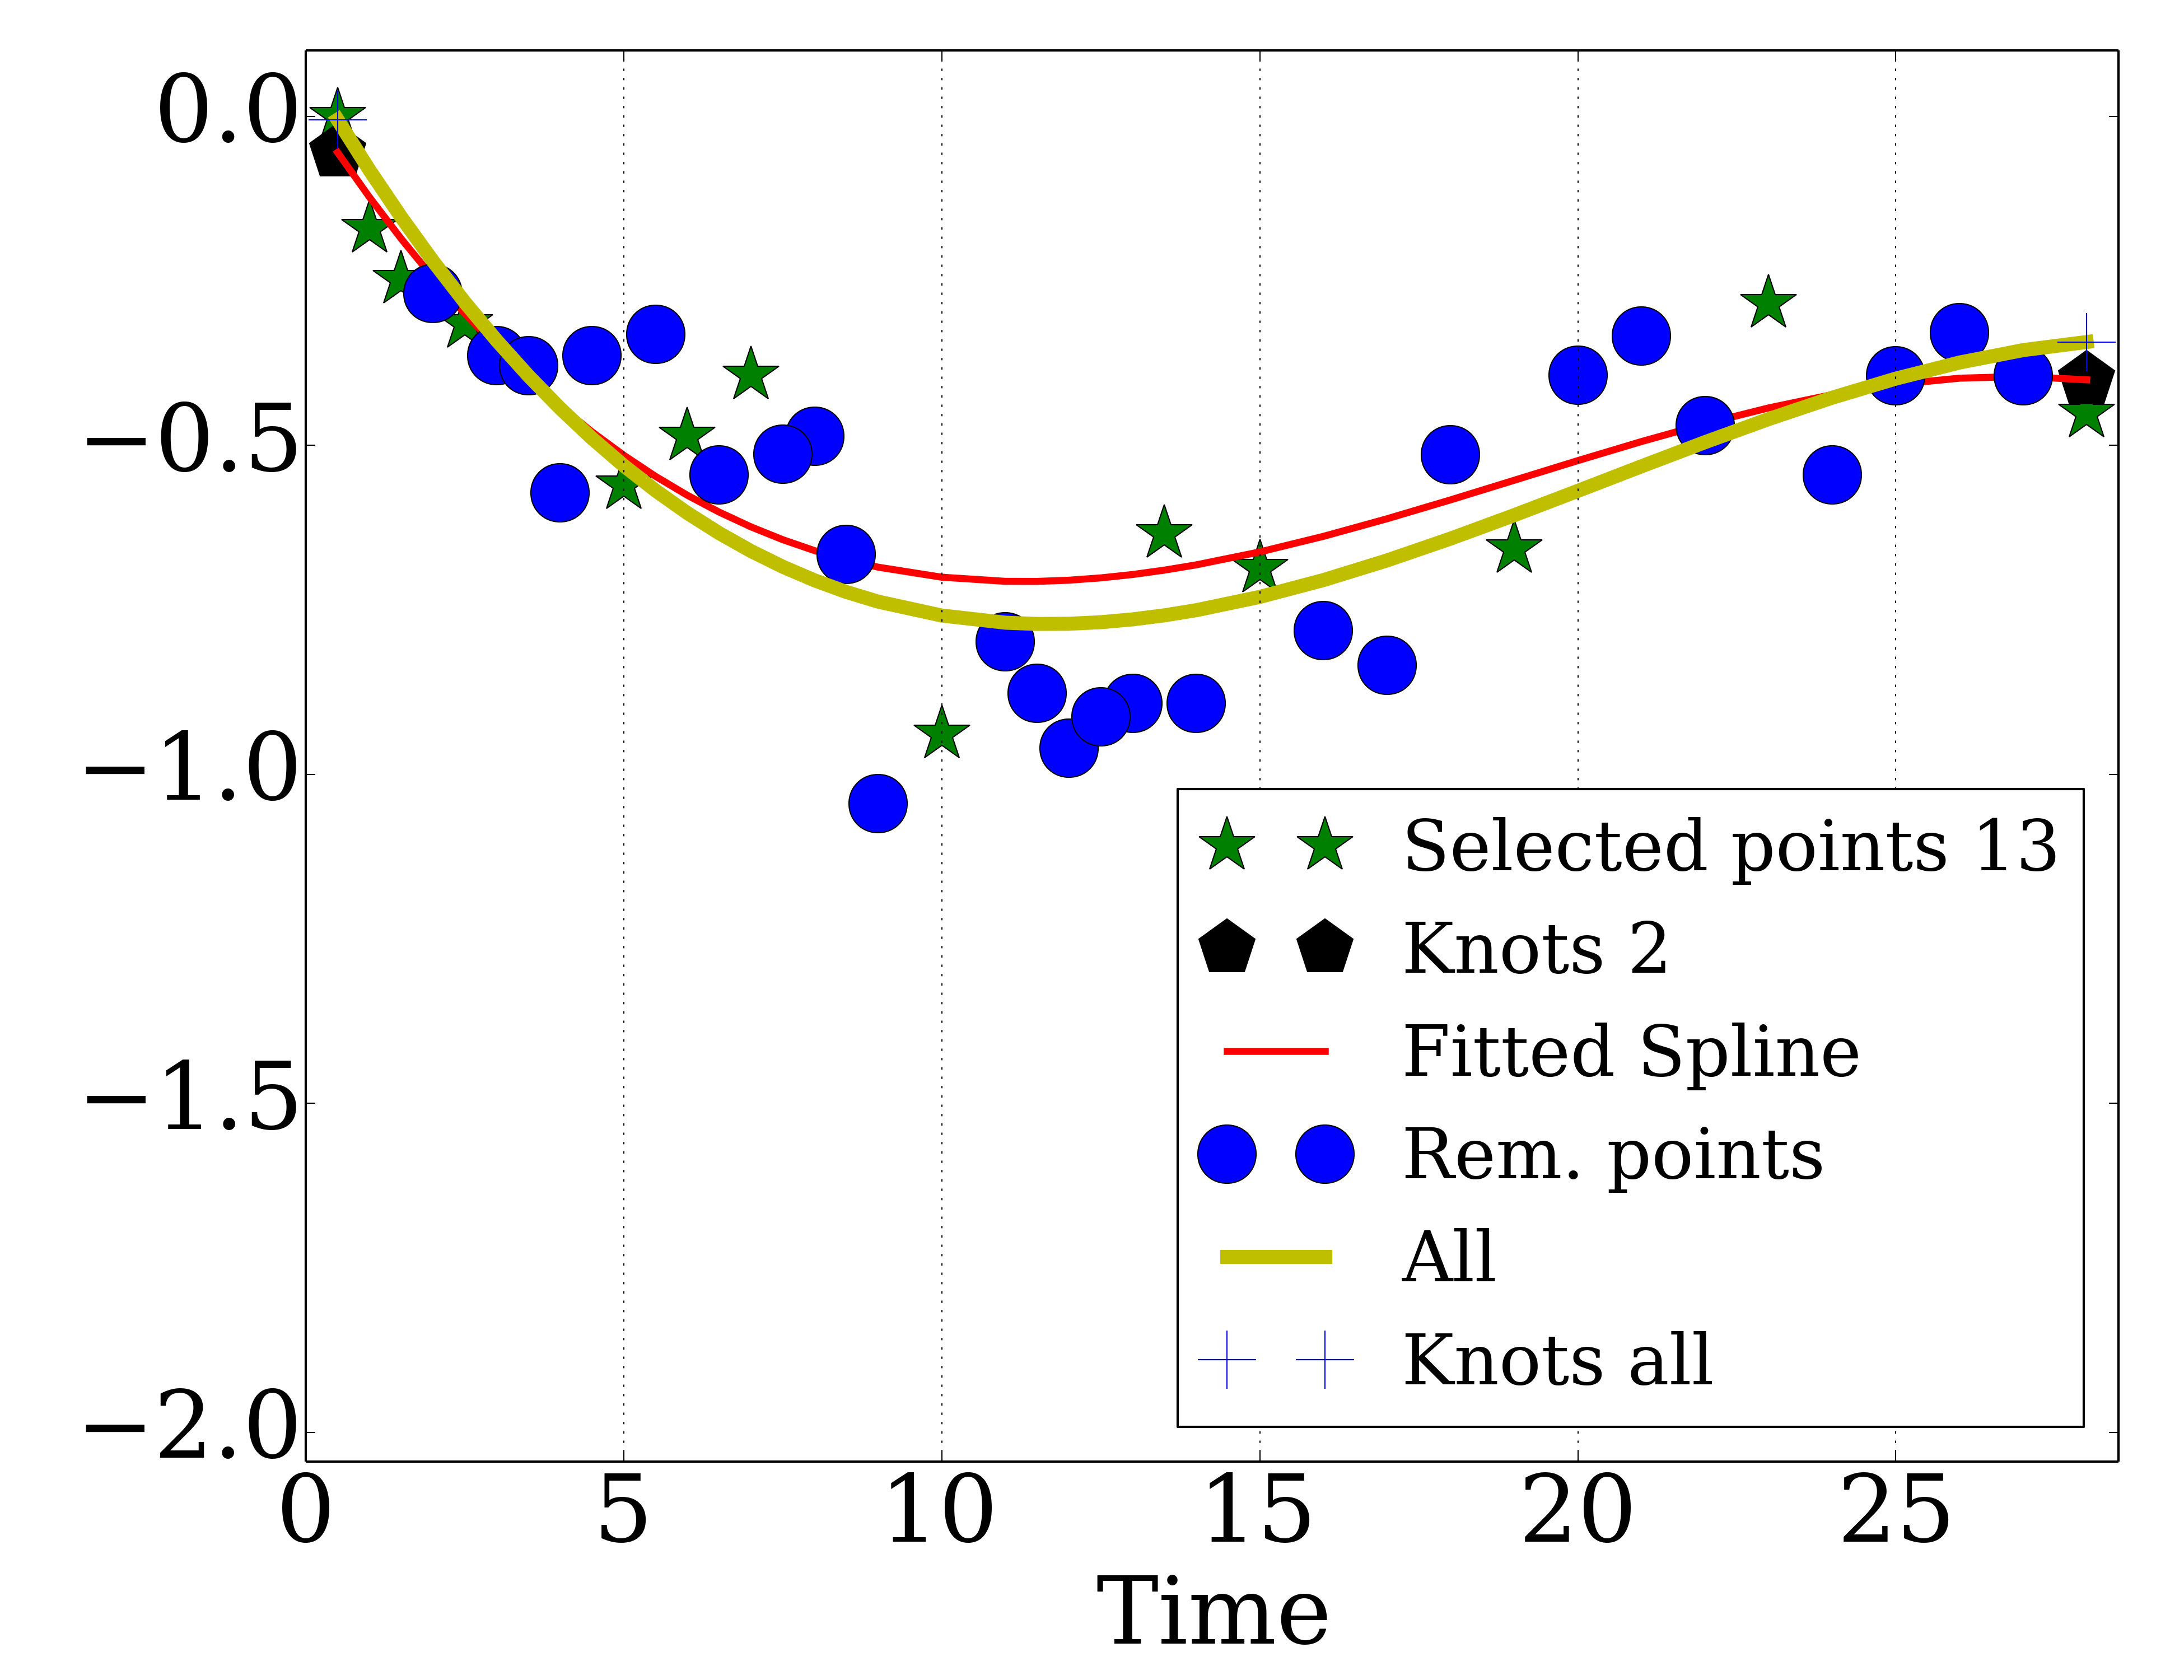 0.0
−0.5
−1.0
−1.5
−2.0
0 5 10 15 20 25
Time
Selected points 13
Knots 2
Fitted Spline
Rem. points
All
Knots all